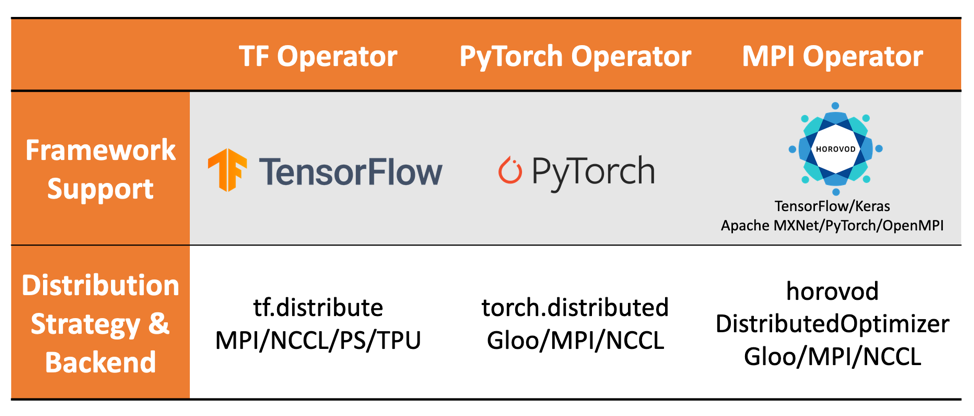 TF Operator
PyTorch Operator
MPI Operator
Framework
Support
TensorFlow
PyTorch
HOROVOD
TensorFlow/Keras
Apache MXNet/PyTorch/OpenMPI
Distribution
Strategy &
Backend
tf.distribute
MPI/NCCL/PS/TPU
torch.distributed
Gloo/MPI/NCCL
horovod
DistributedOptimizer
Gloo/MPI/NCCL